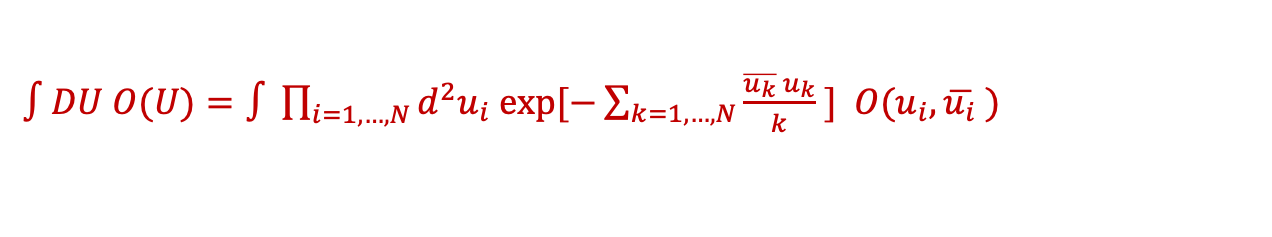 ∫ DU O(U) = ∫ ∏_{i=1,…,N} d²u_i exp[− ∑_{k=1,…,N} \frac{\overline{u_k} u_k}{k} ] O(u_i, \overline{u_i} )